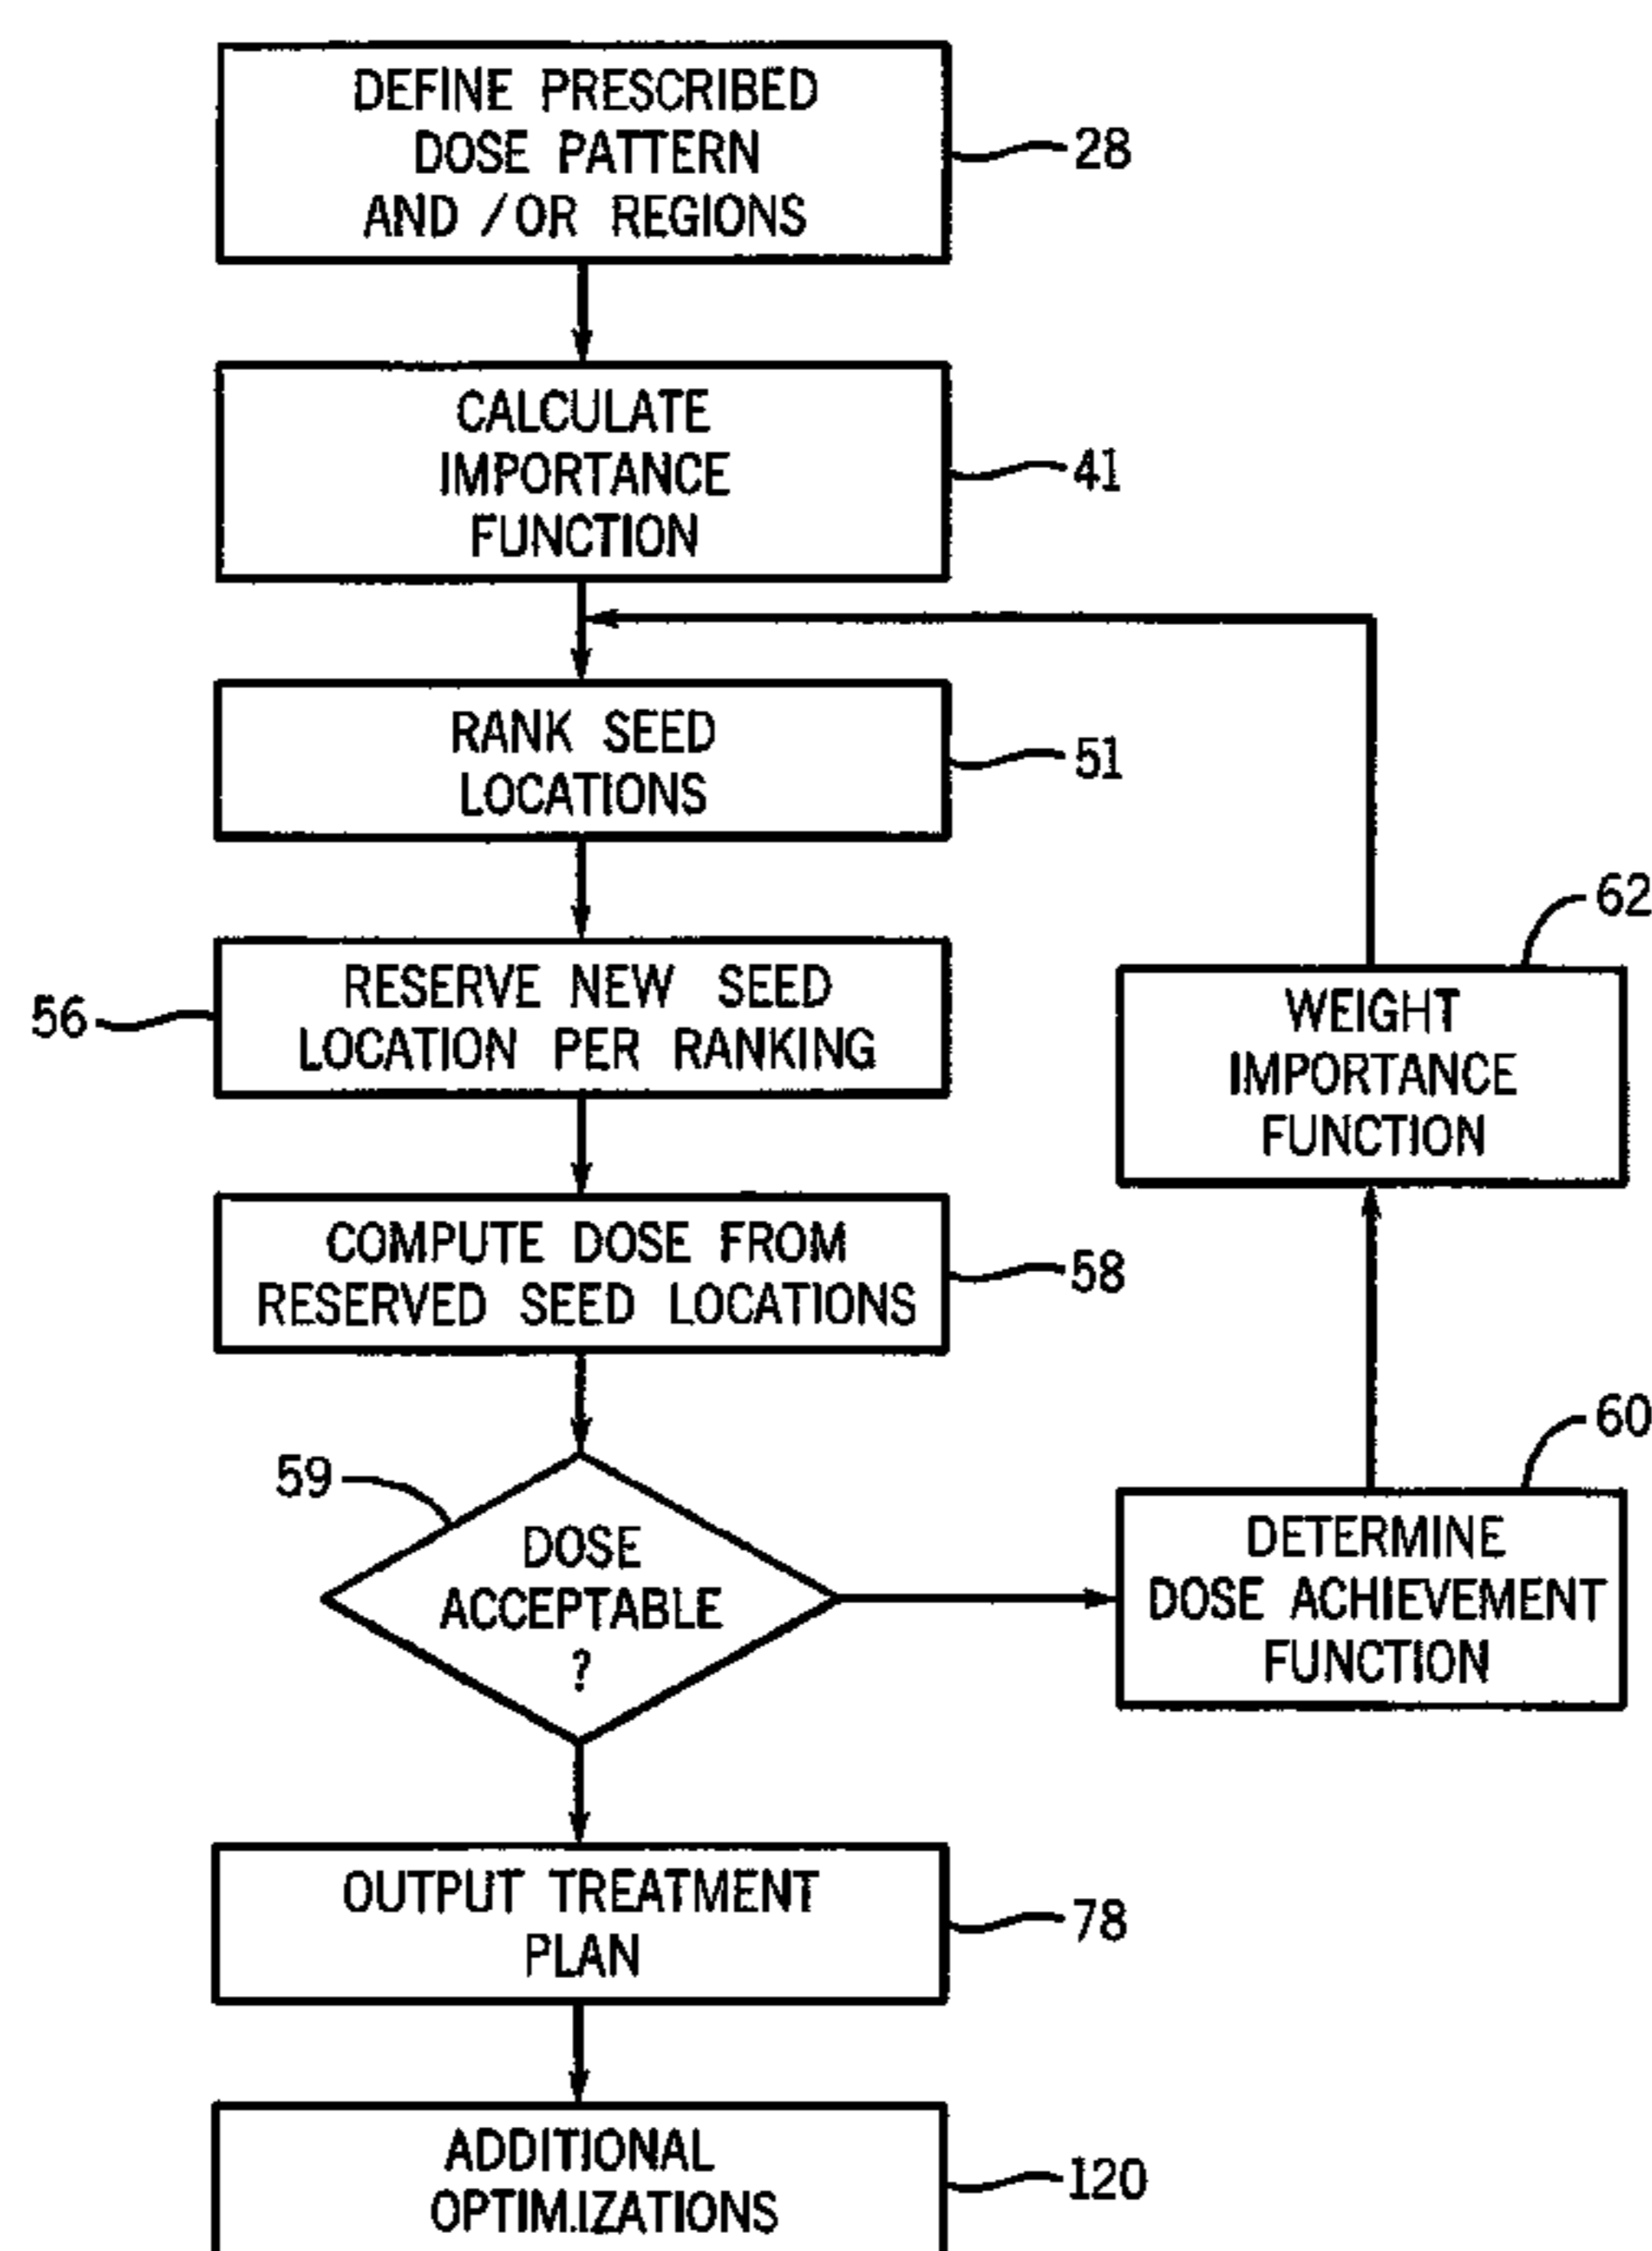 DEFINE PRESCRIBED
DOSE PATTERN
AND /OR REGIONS
28
CALCULATE
IMPORTANCE
FUNCTION
41
RANK SEED
LOCATIONS
51
RESERVE NEW SEED
LOCATION PER RANKING
56
COMPUTE DOSE FROM
RESERVED SEED LOCATIONS
58
DOSE
ACCEPTABLE
?
59
DETERMINE
DOSE ACHIEVEMENT
FUNCTION
60
WEIGHT
IMPORTANCE
FUNCTION
62
OUTPUT TREATMENT
PLAN
78
ADDITIONAL
OPTIMIZATIONS
120